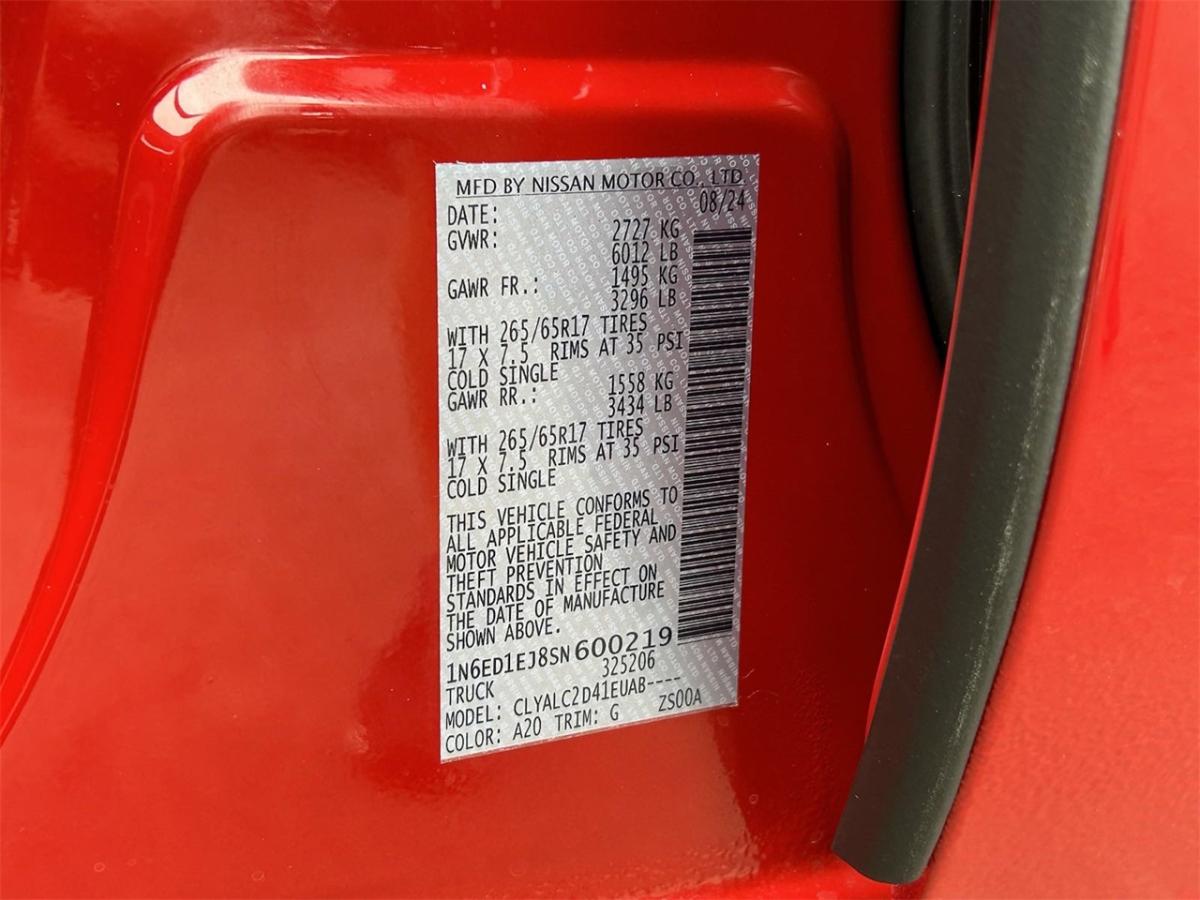 MFD BY NISSAN MOTOR CO., LTD.
DATE: 08/24
GVWR: 2727 KG
6012 LB
GAWR FR.: 1495 KG
3296 LB
WITH 265/65R17 TIRES
17 X 7.5 RIMS AT 35 PSI
COLD SINGLE
GAWR RR.: 1558 KG
3434 LB
WITH 265/65R17 TIRES
17 X 7.5 RIMS AT 35 PSI
COLD SINGLE
THIS VEHICLE CONFORMS TO
ALL APPLICABLE FEDERAL
MOTOR VEHICLE SAFETY AND
THEFT PREVENTION
STANDARDS IN EFFECT ON
THE DATE OF MANUFACTURE
SHOWN ABOVE.
1N6ED1EJ8SN600219
325206
TRUCK
MODEL: CLYALC2D41EUAB----
COLOR: A20 TRIM: G ZS00A